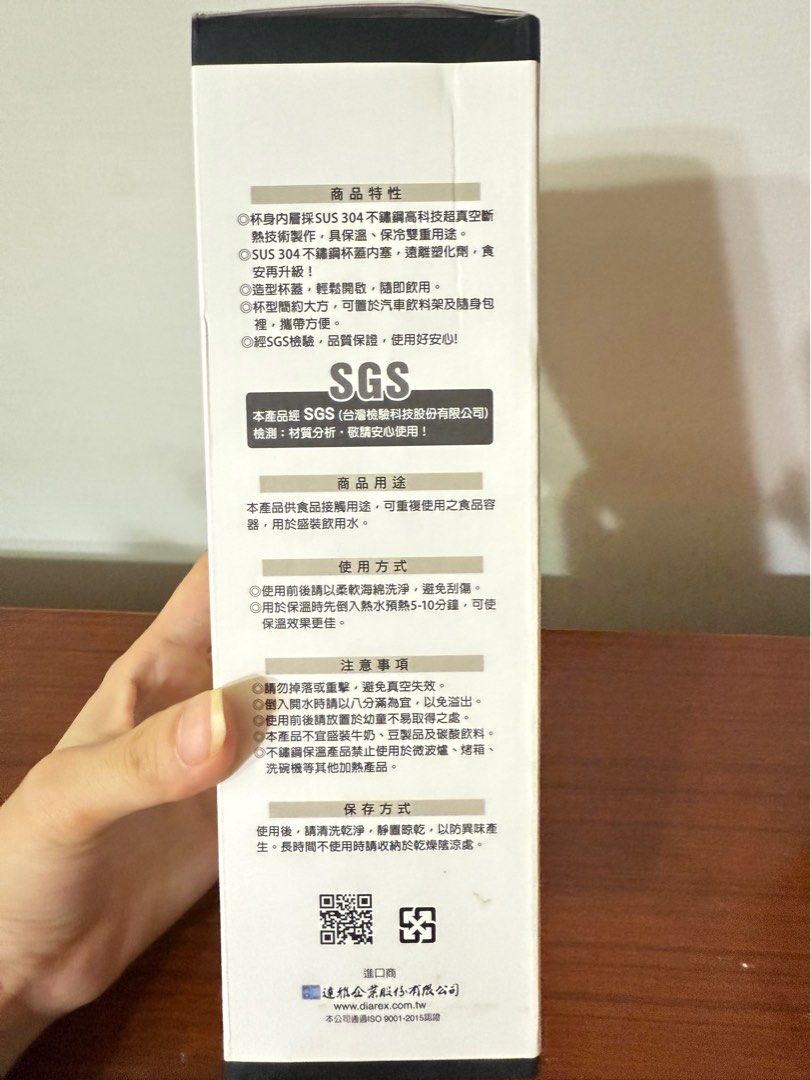 商品特性
◎杯身內層採SUS 304不鏽鋼高科技超真空斷
熱技術製作,具保溫、保冷雙重用途。
◎SUS 304不鏽鋼杯蓋內塞,遠離塑化劑,食
安再升級!
◎造型杯蓋,輕鬆開啟,隨即飲用。
◎杯型簡約大方,可置於汽車飲料架及隨身包
裡,攜帶方便。
◎經SGS檢驗,品質保證,使用好安心!
SGS
本產品經 SGS (台灣檢驗科技股份有限公司)
檢測:材質分析,敬請安心使用!
商品用途
本產品供食品接觸用途,可重複使用之食品容
器,用於盛裝飲用水。
使用方式
◎使用前後請以柔軟海綿洗淨,避免刮傷。
◎用於保溫時先倒入熱水預熱5-10分鐘,可使
保溫效果更佳。
注意事項
◎請勿掉落或重擊,避免真空失效。
◎倒入開水時請以八分滿為宜,以免溢出。
◎使用前後請放置於幼童不易取得之處。
◎本產品不宜盛裝牛奶、豆製品及碳酸飲料。
◎不鏽鋼保溫產品禁止使用於微波爐、烤箱、
洗碗機等其他加熱產品。
保存方式
使用後,請清洗乾淨,靜置晾乾,以防異味產
生。長時間不使用時請收納於乾燥陰涼處。
進口商
達雅企業股份有限公司
www.diarex.com.tw
本公司通過ISO 9001-2015認證